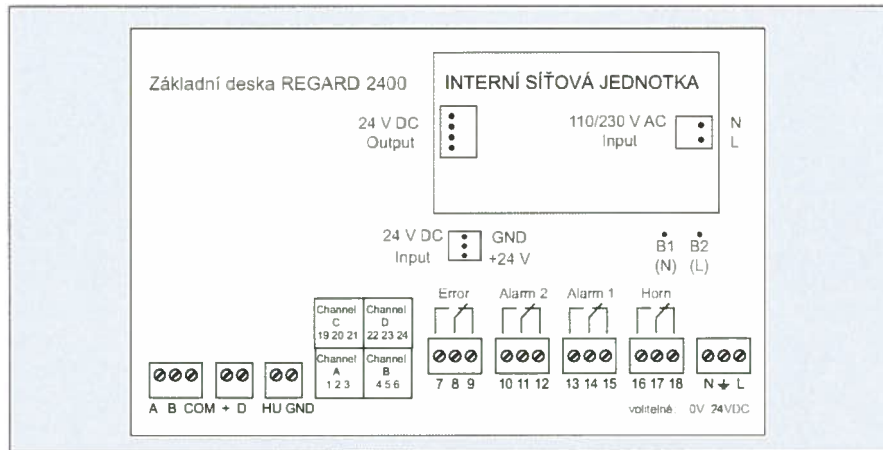 Základní deska REGARD 2400
INTERNÍ SÍŤOVÁ JEDNOTKA
24 V DC
Output
110/230 V AC
Input
N
L
24 V DC
Input
GND
+24 V
B1
(N)
B2
(L)
Error
Alarm 2
Alarm 1
Horn
Channel
C
19 20 21
Channel
D
22 23 24
Channel
A
1 2 3
Channel
B
4 5 6
A B COM + D HU GND
7 8 9
10 11 12
13 14 15
16 17 18
N L
volitelně: 0V 24VDC